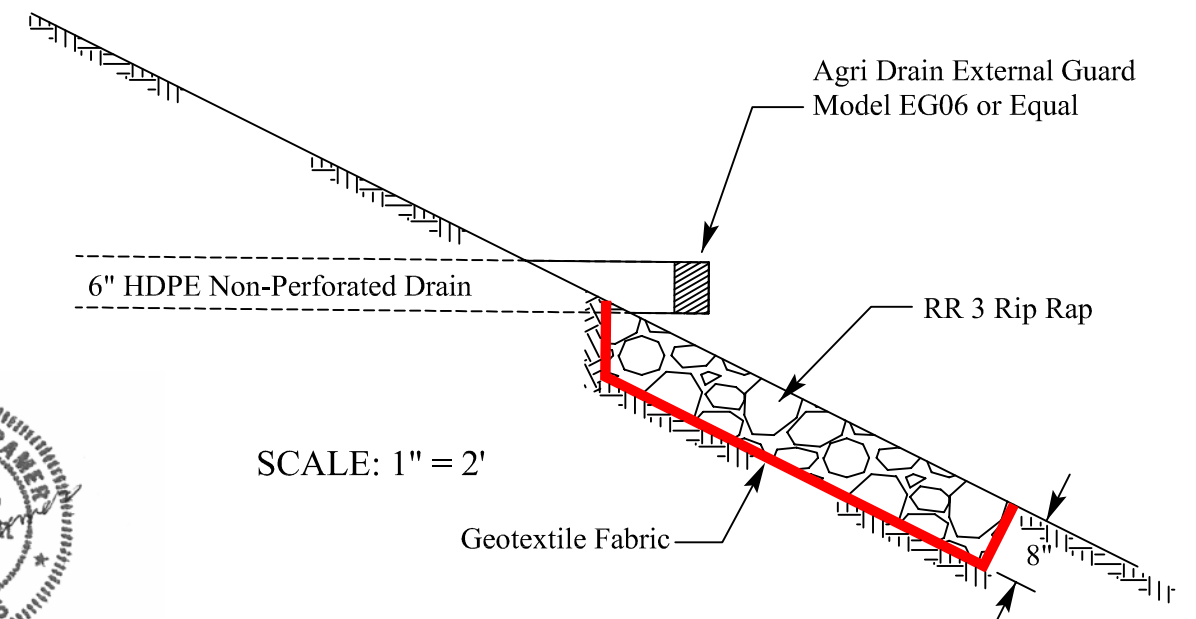 Agri Drain External Guard
Model EG06 or Equal
6" HDPE Non-Perforated Drain
RR 3 Rip Rap
SCALE: 1" = 2'
Geotextile Fabric
8"